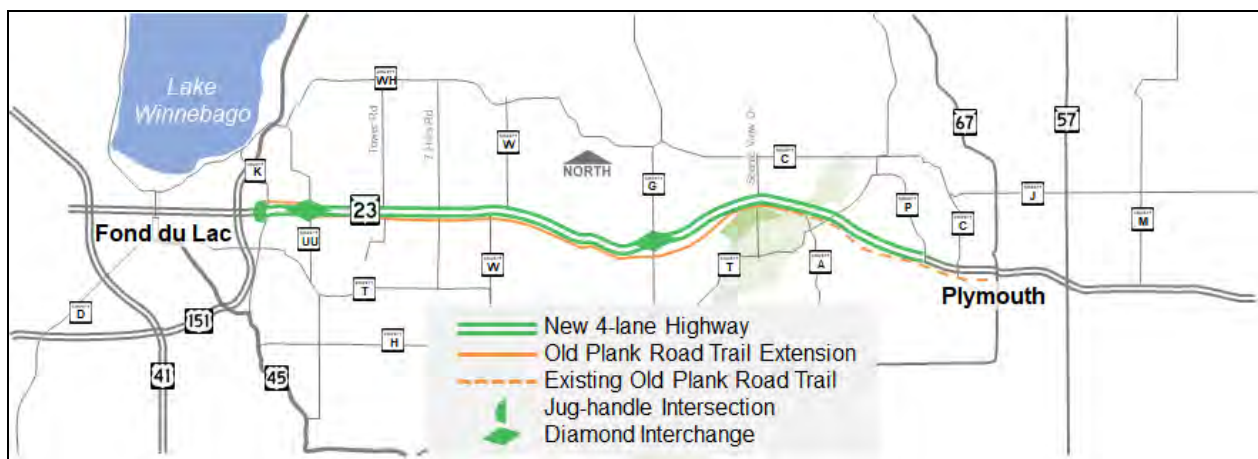 Lake
Winnebago
WH
Tower Rd
7 Hills Rd
W
NORTH
G
Scenic View Dr
C
67
57
K
23
P
J
M
C
Fond du Lac
UU
W
T
T
A
Plymouth
D
151
H
41
45
New 4-lane Highway
Old Plank Road Trail Extension
Existing Old Plank Road Trail
Jug-handle Intersection
Diamond Interchange